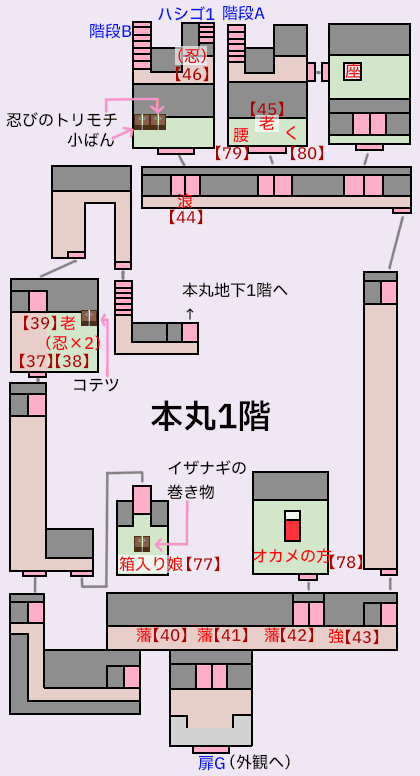 ハシゴ1 階段A
階段B
(忍)
【46】
座
忍びのトリモチ
小ばん
【45】
老
腰 く
【79】 【80】
浪
【44】
本丸地下1階へ
↑
【39】老
(忍×2)
【37】【38】
コテツ
本丸1階
イザナギの
巻き物
箱入り娘【77】
オカメの方【78】
藩【40】 藩【41】 藩【42】 強【43】
扉G(外観へ)